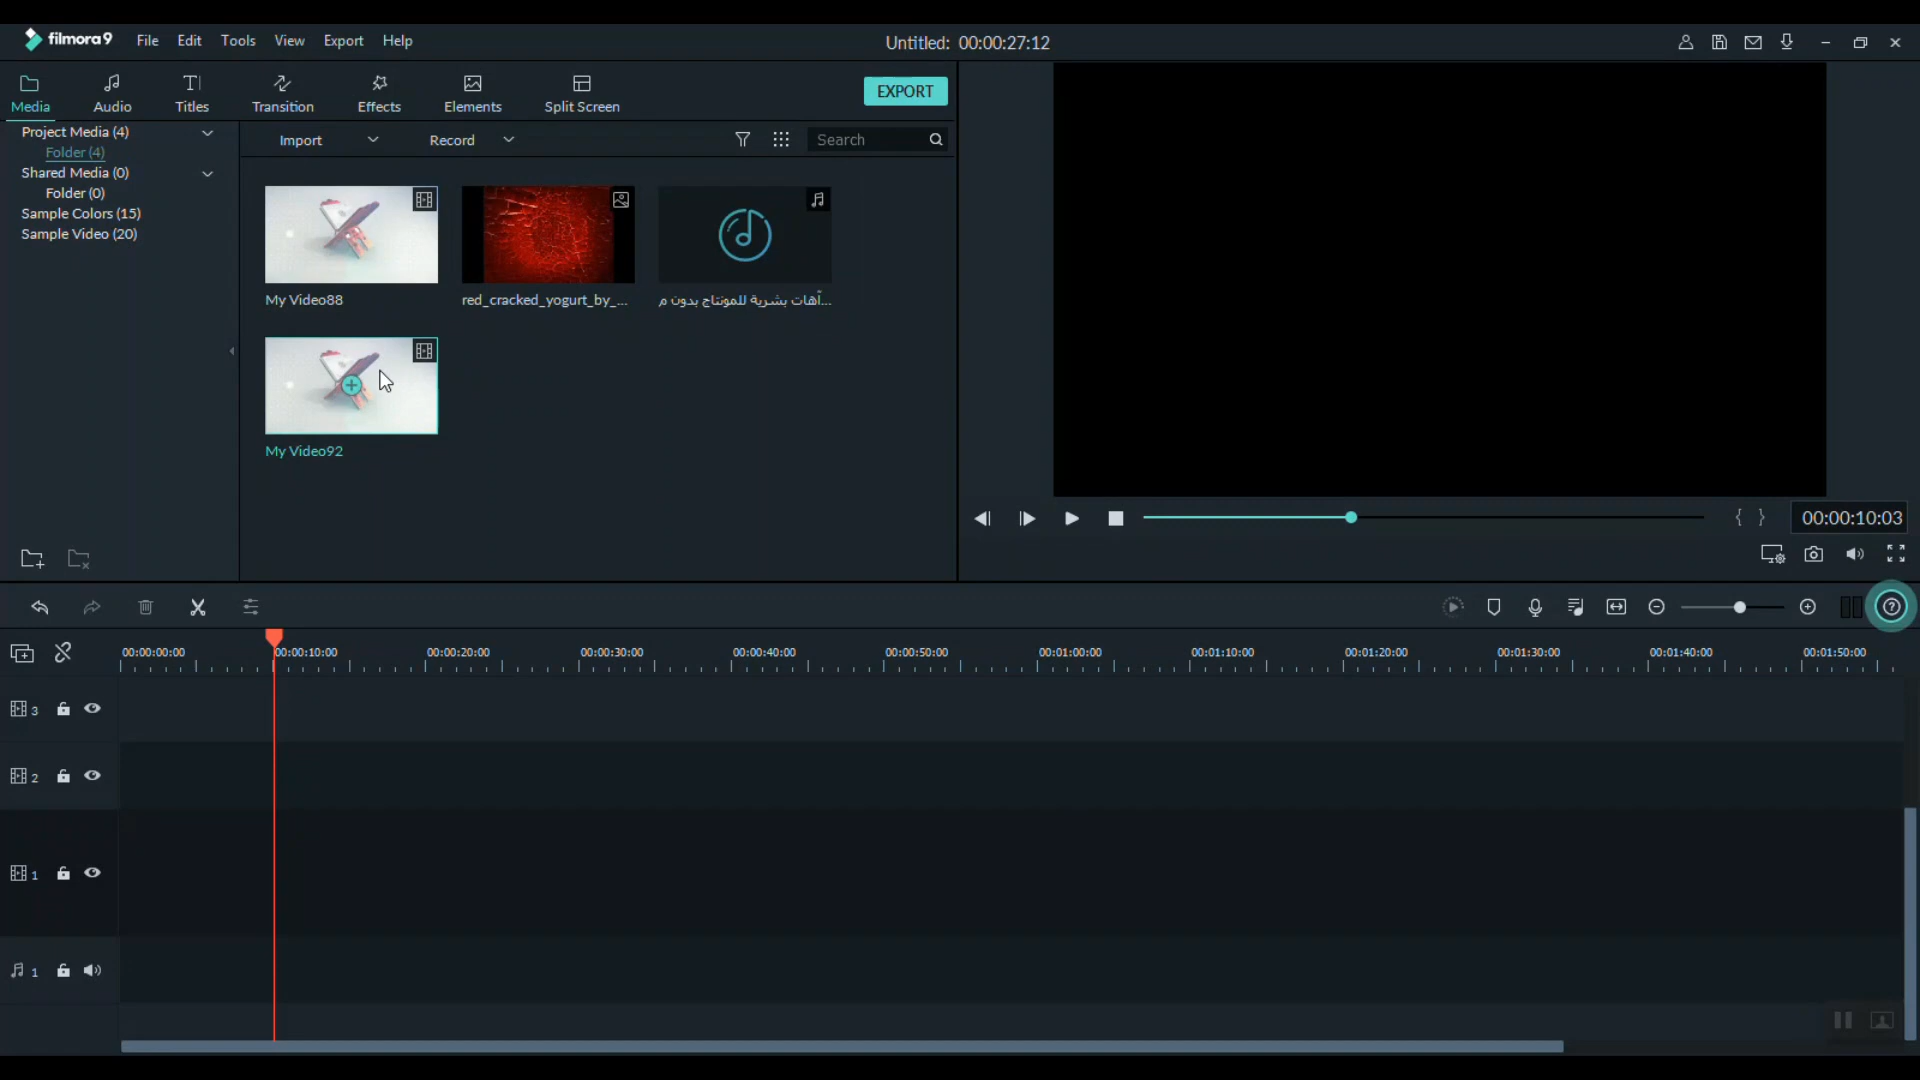 filmora9 File Edit Tools View Export Help
Untitled: 00:00:27:12
Media Audio Titles Transition Effects Elements Split Screen
EXPORT
Project Media (4)
Folder (4)
Shared Media (0)
Folder (0)
Sample Colors (15)
Sample Video (20)
Import Record Search
My Video88
red_cracked_yogurt_by_...
آهات بشرية للمونتاج بدون م...
My Video92
00:00:10:03
00:00:00:00 00:00:10:00 00:00:20:00 00:00:30:00 00:00:40:00 00:00:50:00 00:01:00:00 00:01:10:00 00:01:20:00 00:01:30:00 00:01:40:00 00:01:50:00
3
2
1
1